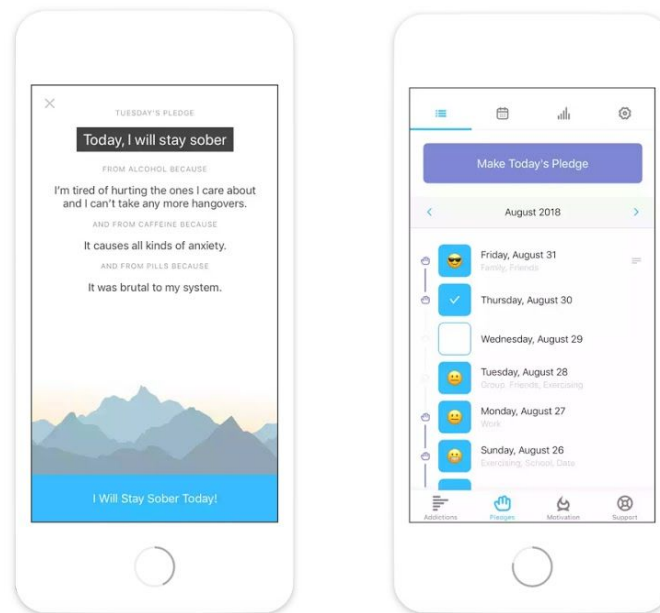 TUESDAY'S PLEDGE
Today, I will stay sober
FROM ALCOHOL BECAUSE
I'm tired of hurting the ones I care about
and I can't take any more hangovers.
AND FROM CAFFEINE BECAUSE
It causes all kinds of anxiety.
AND FROM PILLS BECAUSE
It was brutal to my system.
I Will Stay Sober Today!
Make Today's Pledge
August 2018
Friday, August 31
Family, Friends
Thursday, August 30
Wednesday, August 29
Tuesday, August 28
Group, Friends, Exercising
Monday, August 27
Work
Sunday, August 26
Exercising, School, Date
Addictions
Pledges
Motivation
Support